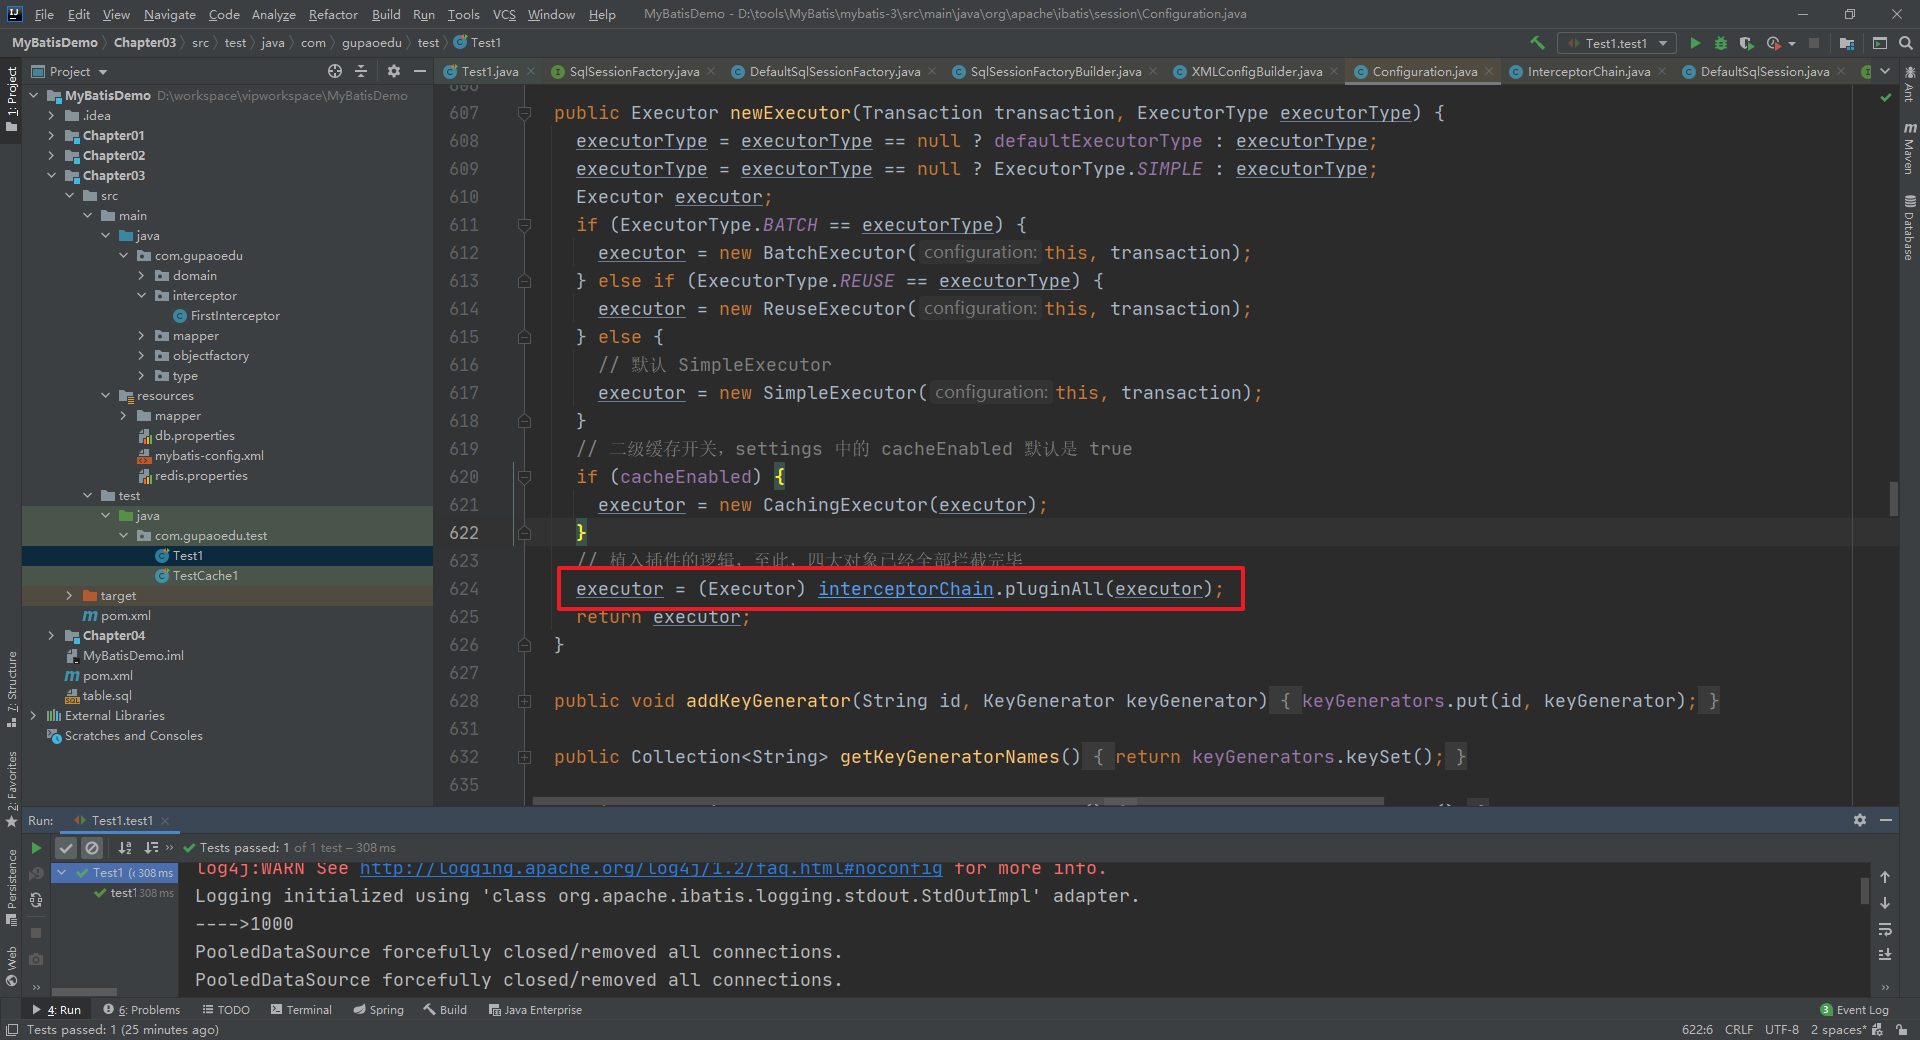 File Edit View Navigate Code Analyze Refactor Build Run Tools VCS Window Help MyBatisDemo - D:\tools\MyBatis\mybatis-3\src\main\java\org\apache\ibatis\session\Configuration.java
MyBatisDemo Chapter03 src test java com gupaoedu test Test1 Test1.test1
Project
Test1.java SqlSessionFactory.java DefaultSqlSessionFactory.java SqlSessionFactoryBuilder.java XMLConfigBuilder.java Configuration.java InterceptorChain.java DefaultSqlSession.java
1: Project
7: Structure
2: Favorites
Persistence
Web
Ant
Maven
Database
MyBatisDemo D:\workspace\vipworkspace\MyBatisDemo
.idea
Chapter01
Chapter02
Chapter03
src
main
java
com.gupaoedu
domain
interceptor
FirstInterceptor
mapper
objectfactory
type
resources
mapper
db.properties
mybatis-config.xml
redis.properties
test
java
com.gupaoedu.test
Test1
TestCache1
target
pom.xml
Chapter04
MyBatisDemo.iml
pom.xml
table.sql
External Libraries
Scratches and Consoles
607 public Executor newExecutor(Transaction transaction, ExecutorType executorType) {
608 executorType = executorType == null ? defaultExecutorType : executorType;
609 executorType = executorType == null ? ExecutorType.SIMPLE : executorType;
610 Executor executor;
611 if (ExecutorType.BATCH == executorType) {
612 executor = new BatchExecutor( configuration: this, transaction);
613 } else if (ExecutorType.REUSE == executorType) {
614 executor = new ReuseExecutor( configuration: this, transaction);
615 } else {
616 // 默认 SimpleExecutor
617 executor = new SimpleExecutor( configuration: this, transaction);
618 }
619 // 二级缓存开关，settings 中的 cacheEnabled 默认是 true
620 if (cacheEnabled) {
621 executor = new CachingExecutor(executor);
622 }
623 // 植入插件的逻辑，至此，四大对象已经全部拦截完毕
624 executor = (Executor) interceptorChain.pluginAll(executor);
625 return executor;
626 }
627
628 public void addKeyGenerator(String id, KeyGenerator keyGenerator) { keyGenerators.put(id, keyGenerator); }
631
632 public Collection<String> getKeyGeneratorNames() { return keyGenerators.keySet(); }
635
Run: Test1.test1
Tests passed: 1 of 1 test – 308 ms
Test1 308 ms
test1 308 ms
log4j:WARN See http://logging.apache.org/log4j/1.2/faq.html#noconfig for more info.
Logging initialized using 'class org.apache.ibatis.logging.stdout.StdOutImpl' adapter.
---->1000
PooledDataSource forcefully closed/removed all connections.
PooledDataSource forcefully closed/removed all connections.
4: Run 6: Problems TODO Terminal Spring Build Java Enterprise 3 Event Log
Tests passed: 1 (25 minutes ago) 622:6 CRLF UTF-8 2 spaces*